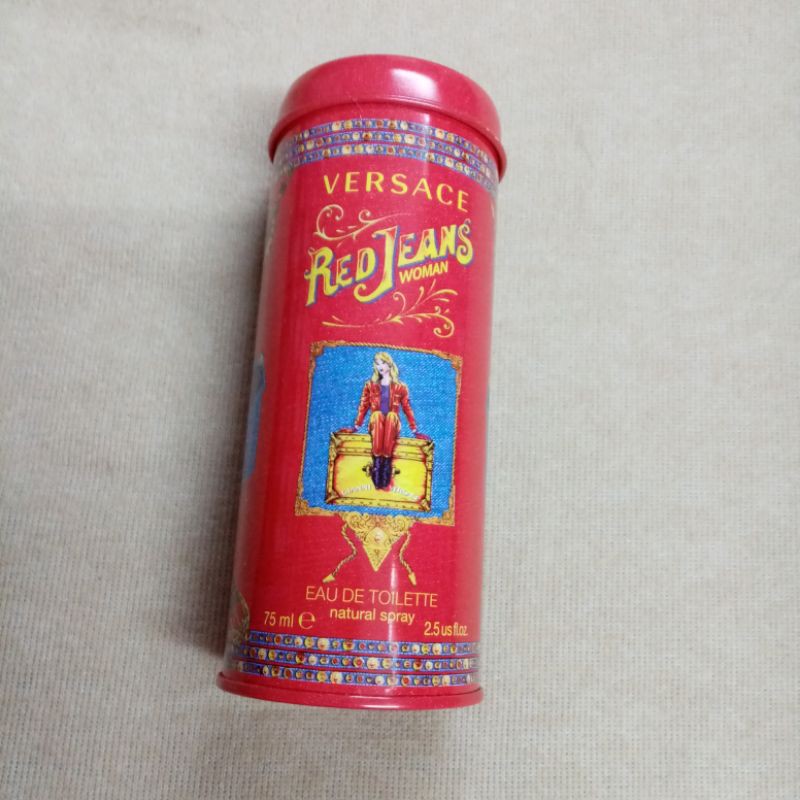 VERSACE
RED JEANS
WOMAN
EAU DE TOILETTE
natural spray
75 ml ℮
2.5 us fl.oz.